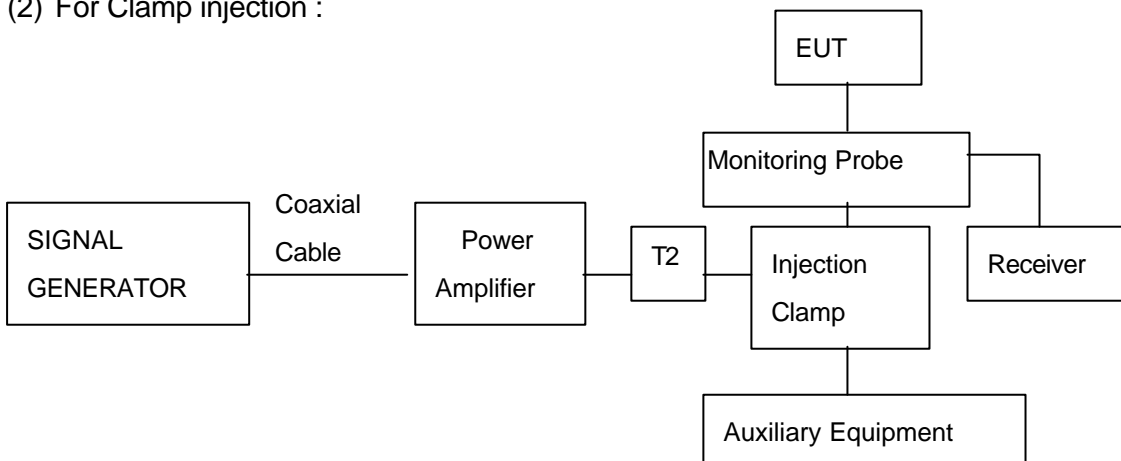 (2) For Clamp injection :
EUT
Monitoring Probe
Coaxial
Cable
SIGNAL
GENERATOR
Power
Amplifier
T2
Injection
Clamp
Receiver
Auxiliary Equipment